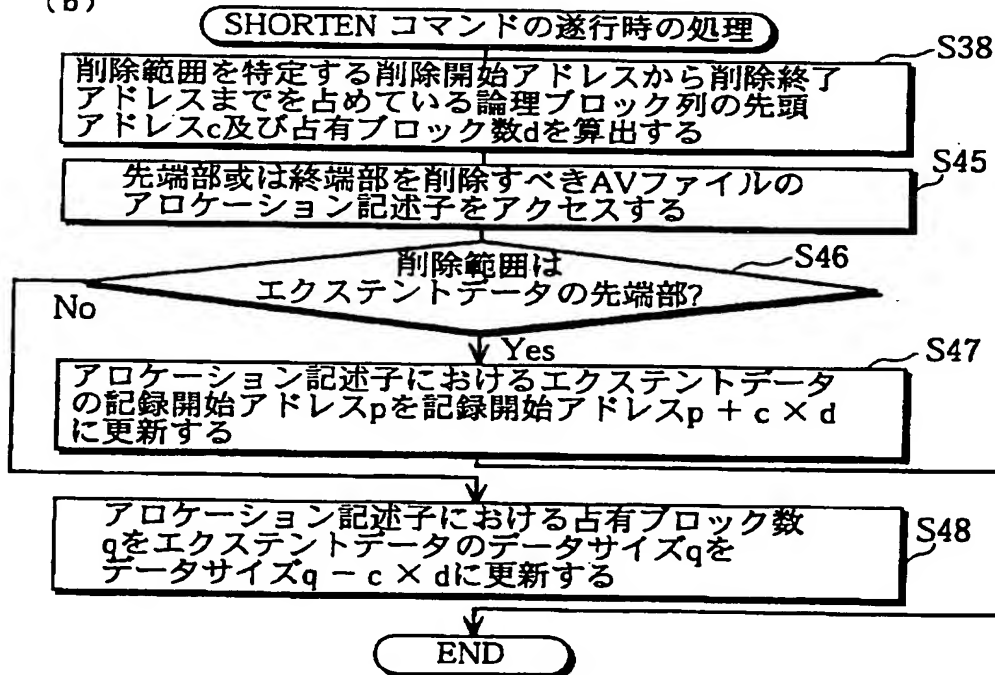 (b)
SHORTEN コマンドの遂行時の処理
S38
削除範囲を特定する削除開始アドレスから削除終了
アドレスまでを占めている論理ブロック列の先頭
アドレスc及び占有ブロック数dを算出する
S45
先端部或は終端部を削除すべきAVファイルの
アロケーション記述子をアクセスする
S46
削除範囲は
エクステントデータの先端部?
No
Yes
S47
アロケーション記述子におけるエクステントデータ
の記録開始アドレスpを記録開始アドレスp + c × d
に更新する
S48
アロケーション記述子における占有ブロック数
qをエクステントデータのデータサイズqを
データサイズq − c × dに更新する
END